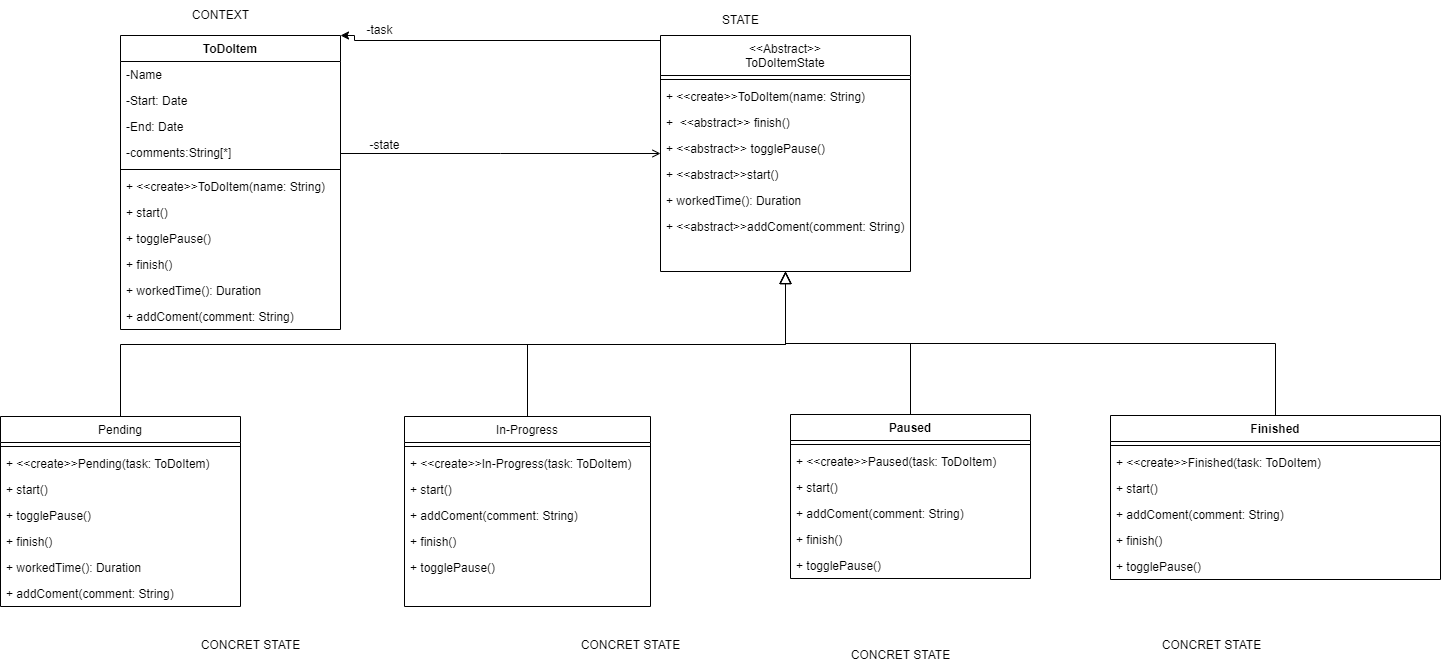 CONTEXT
STATE
ToDoItem
-Name
-Start: Date
-End: Date
-comments:String[*]
+ <<create>>ToDoItem(name: String)
+ start()
+ togglePause()
+ finish()
+ workedTime(): Duration
+ addComent(comment: String)
-task
-state
<<Abstract>>
ToDoItemState
+ <<create>>ToDoItem(name: String)
+ <<abstract>> finish()
+ <<abstract>> togglePause()
+ <<abstract>>start()
+ workedTime(): Duration
+ <<abstract>>addComent(comment: String)
Pending
+ <<create>>Pending(task: ToDoItem)
+ start()
+ togglePause()
+ finish()
+ workedTime(): Duration
+ addComent(comment: String)
In-Progress
+ <<create>>In-Progress(task: ToDoItem)
+ start()
+ addComent(comment: String)
+ finish()
+ togglePause()
Paused
+ <<create>>Paused(task: ToDoItem)
+ start()
+ addComent(comment: String)
+ finish()
+ togglePause()
Finished
+ <<create>>Finished(task: ToDoItem)
+ start()
+ addComent(comment: String)
+ finish()
+ togglePause()
CONCRET STATE
CONCRET STATE
CONCRET STATE
CONCRET STATE